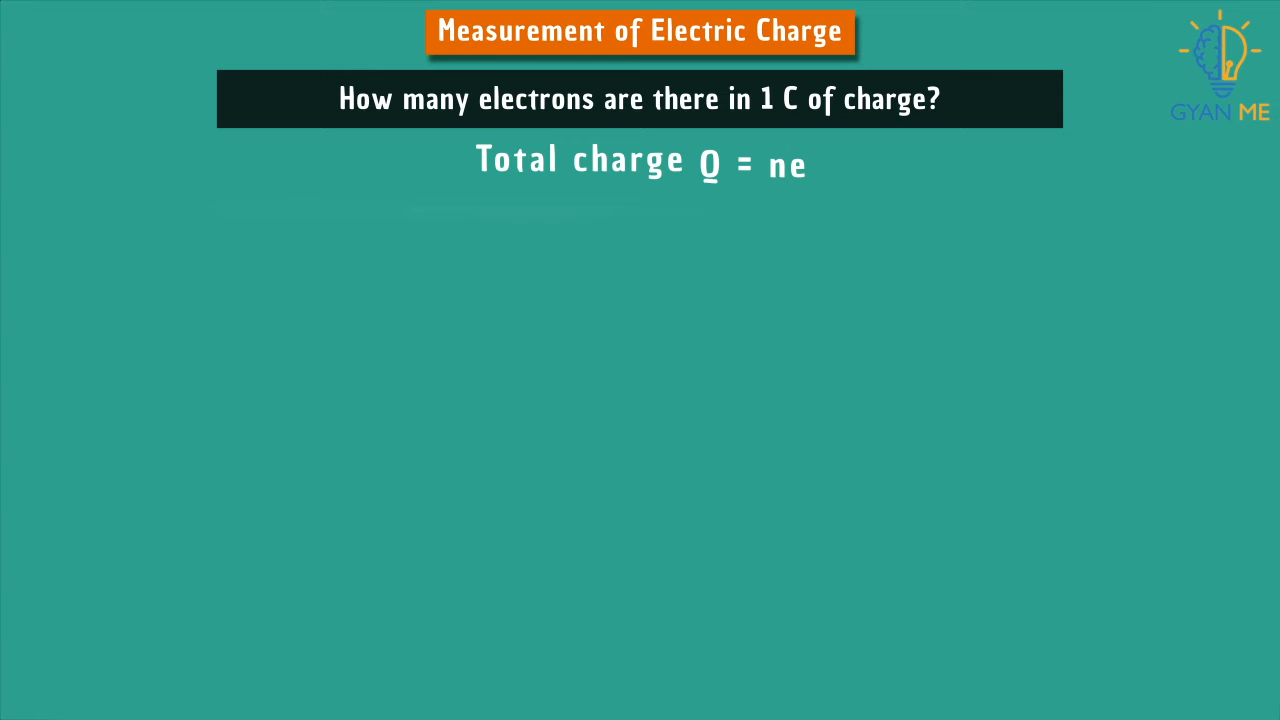 Measurement of Electric Charge
How many electrons are there in 1 C of charge?
Total charge Q = ne
GYAN ME